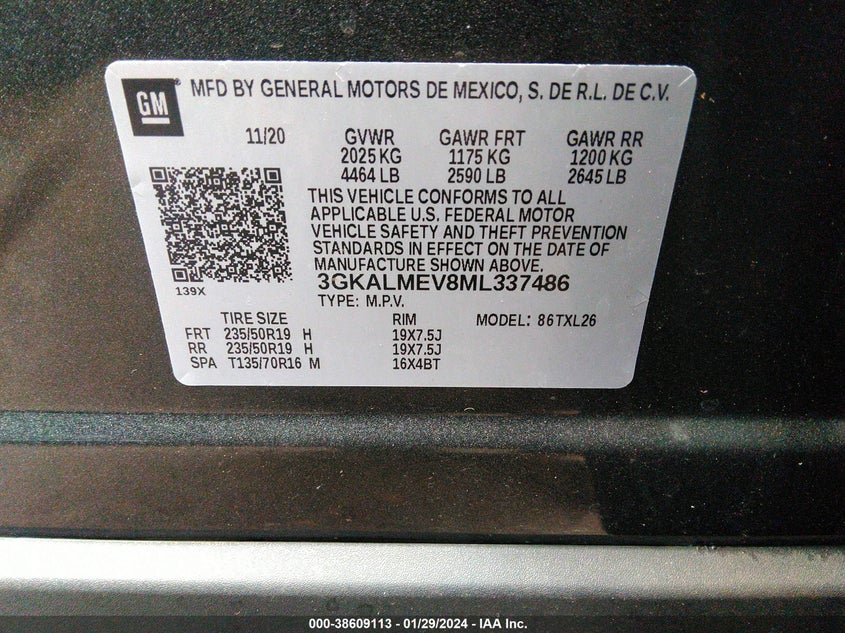 GM ® MFD BY GENERAL MOTORS DE MEXICO, S. DE R.L. DE C.V.
11/20 GVWR GAWR FRT GAWR RR
2025 KG 1175 KG 1200 KG
4464 LB 2590 LB 2645 LB
THIS VEHICLE CONFORMS TO ALL
APPLICABLE U.S. FEDERAL MOTOR
VEHICLE SAFETY AND THEFT PREVENTION
STANDARDS IN EFFECT ON THE DATE OF
MANUFACTURE SHOWN ABOVE.
139X 3GKALMEV8ML337486
TYPE: M.P.V.
TIRE SIZE RIM MODEL: 86TXL26
FRT 235/50R19 H 19X7.5J
RR 235/50R19 H 19X7.5J
SPA T135/70R16 M 16X4BT
000-38609113 - 01/29/2024 - IAA Inc.